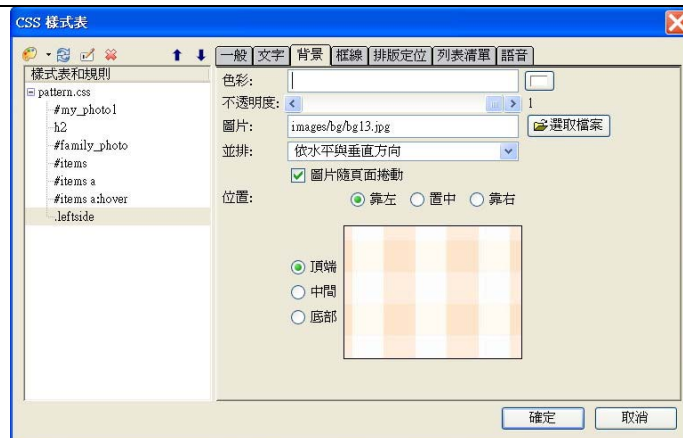 CSS 樣式表
一般 文字 背景 框線 排版定位 列表清單 語音
樣式表和規則
pattern.css
#my_photo1
h2
#family_photo
#items
#items a
#items a:hover
.leftside
色彩:
不透明度: 1
圖片: images/bg/bg13.jpg 選取檔案
並排: 依水平與垂直方向
圖片隨頁面捲動
位置: 靠左 置中 靠右
頂端
中間
底部
確定 取消